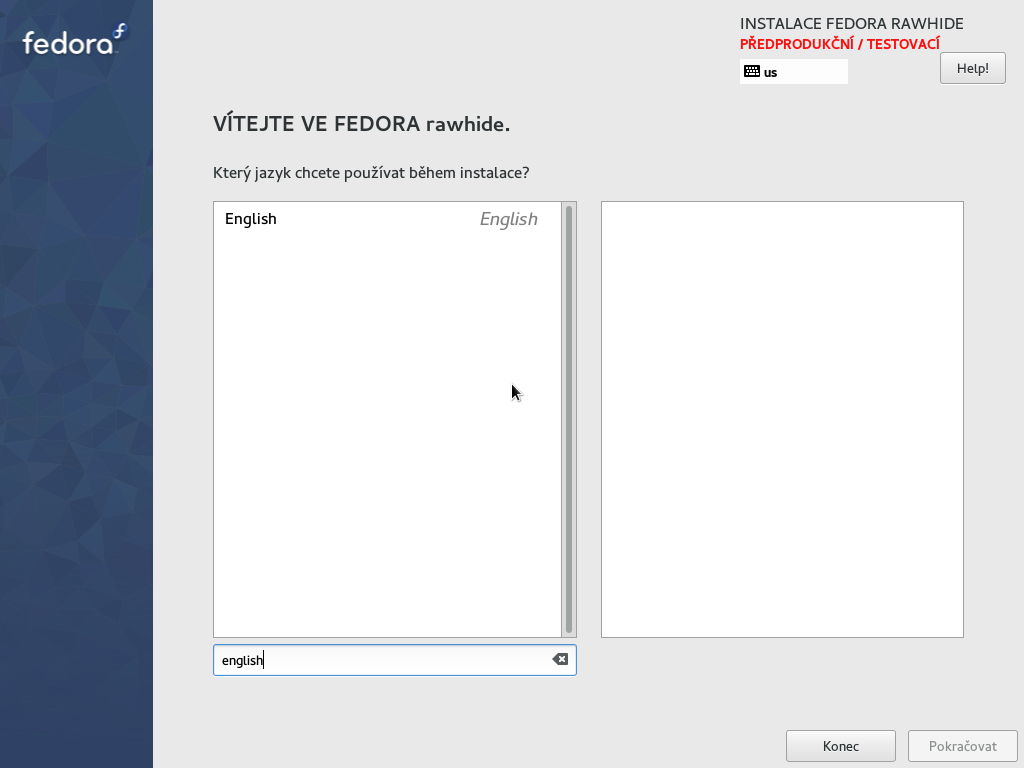 fedora
INSTALACE FEDORA RAWHIDE
PŘEDPRODUKČNÍ / TESTOVACÍ
us
Help!
VÍTEJTE VE FEDORA rawhide.
Který jazyk chcete používat během instalace?
English English
english
Konec Pokračovat